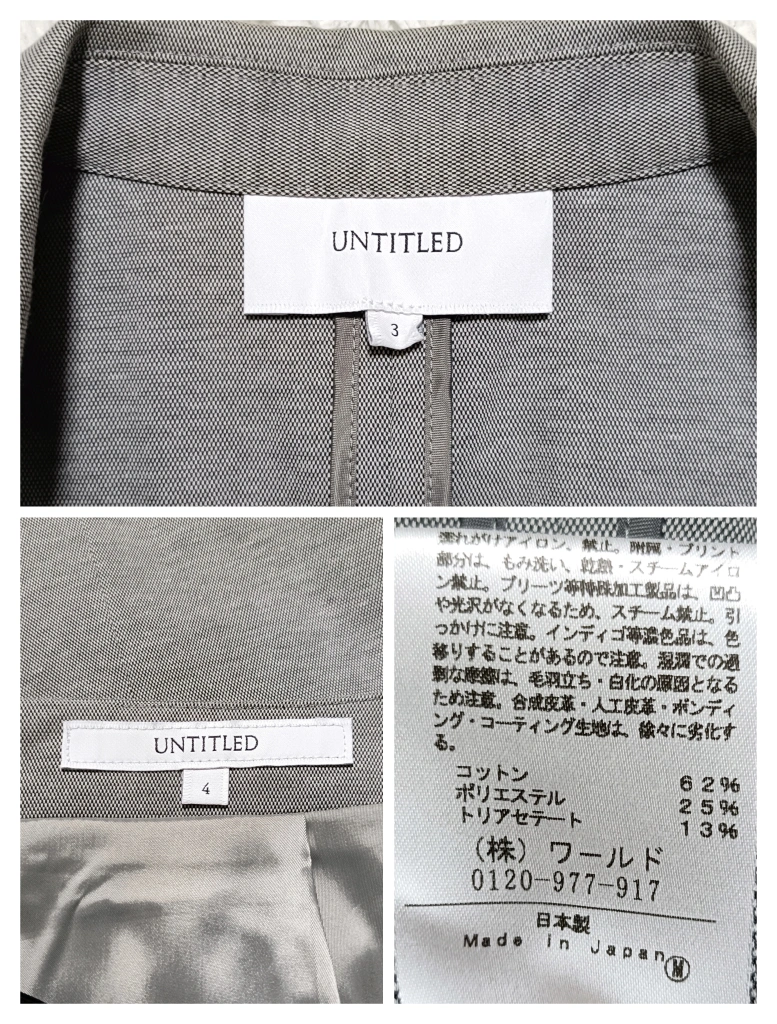 UNTITLED
3
UNTITLED
4
濡れがけアイロン、禁止。附属・プリント
部分は、もみ洗い、乾熱・スチームアイロ
ン禁止。プリーツ等特殊加工製品は、凹凸
や光沢がなくなるため、スチーム禁止。引
っかけに注意。インディゴ等濃色品は、色
移りすることがあるので注意。湿潤での過
剰な摩擦は、毛羽立ち・白化の原因となる
ため注意。合成皮革・人工皮革・ボンディ
ング・コーティング生地は、徐々に劣化す
る。
コットン 62%
ポリエステル 25%
トリアセテート 13%
(株) ワールド
0120-977-917
日本製
Made in Japan Ⓜ